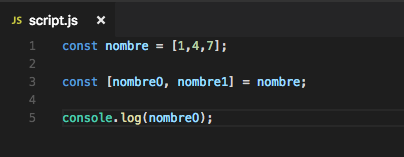 JS script.js ×
1 const nombre = [1,4,7];
2
3 const [nombre0, nombre1] = nombre;
4
5 console.log(nombre0);